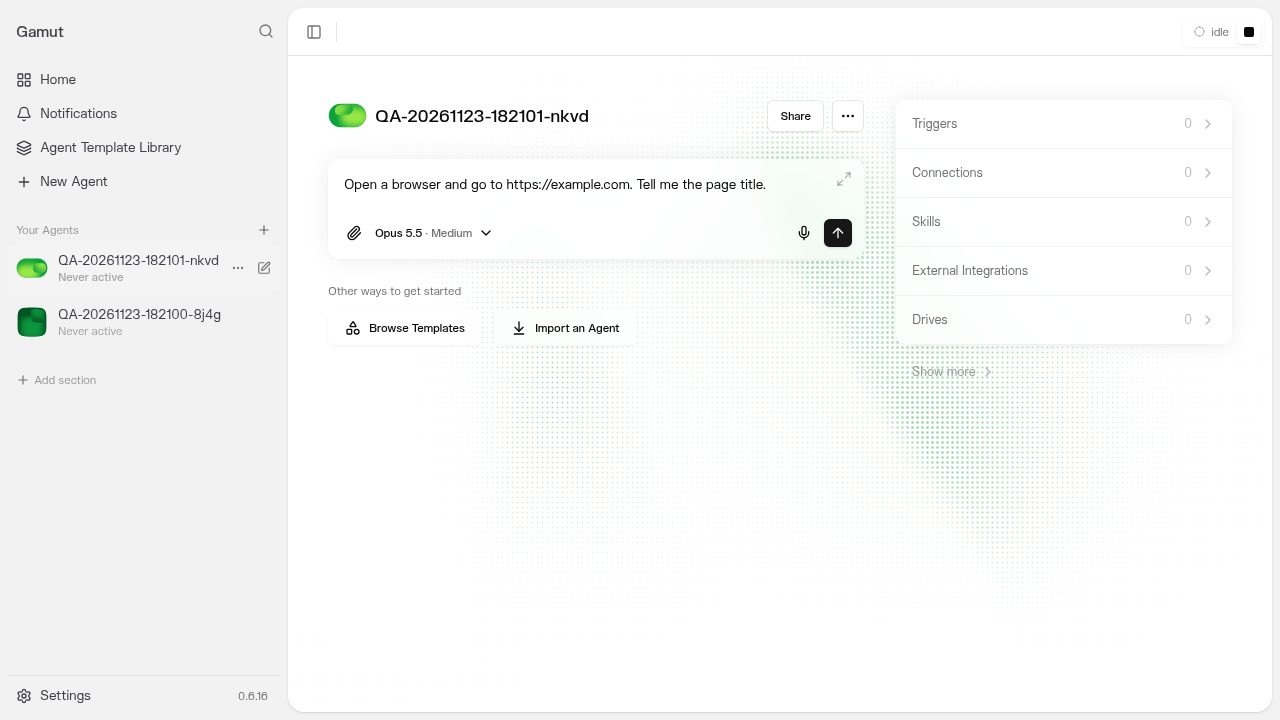 Gamut
Home
Notifications
Agent Template Library
New Agent
Your Agents
QA-20261123-182101-nkvd
Never active
QA-20261123-182100-8j4g
Never active
Add section
Settings
0.6.16
idle
QA-20261123-182101-nkvd
Share
Open a browser and go to https://example.com. Tell me the page title.
Opus 5.5 · Medium
Other ways to get started
Browse Templates
Import an Agent
Triggers 0
Connections 0
Skills 0
External Integrations 0
Drives 0
Show more